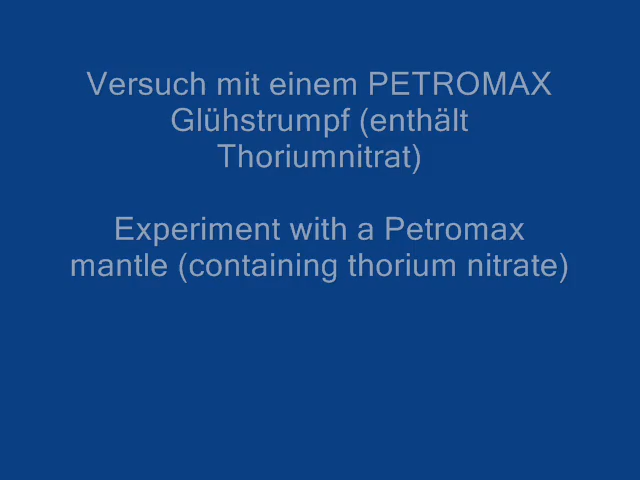 Versuch mit einem PETROMAX
Glühstrumpf (enthält
Thoriumnitrat)
Experiment with a Petromax
mantle (containing thorium nitrate)